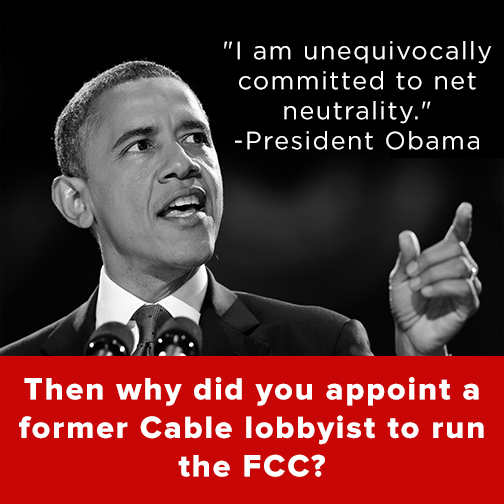 "I am unequivocally
committed to net
neutrality."
-President Obama
Then why did you appoint a
former Cable lobbyist to run
the FCC?